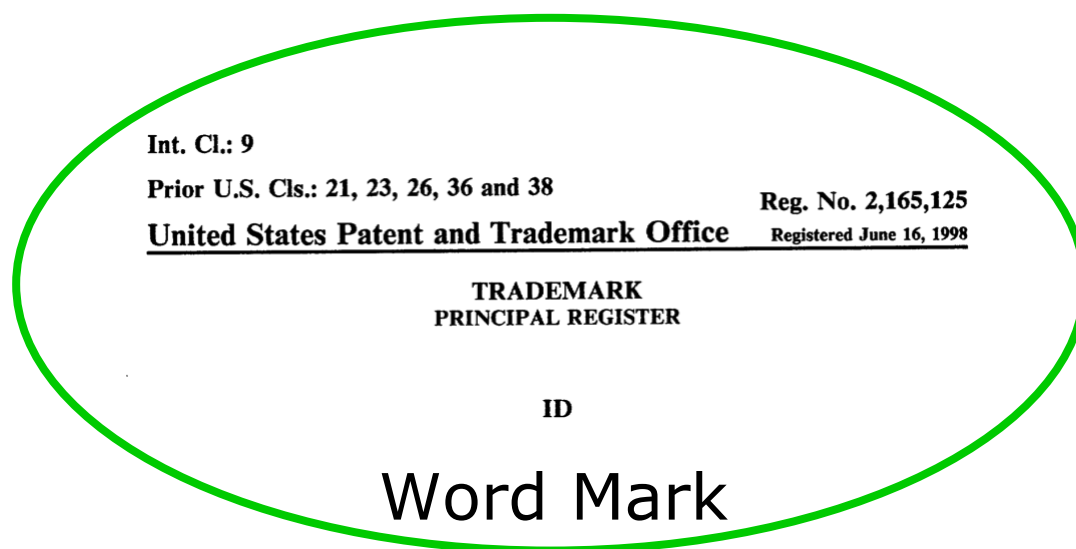 Int. Cl.: 9
Prior U.S. Cls.: 21, 23, 26, 36 and 38
Reg. No. 2,165,125
United States Patent and Trademark Office
Registered June 16, 1998
TRADEMARK
PRINCIPAL REGISTER
ID
Word Mark